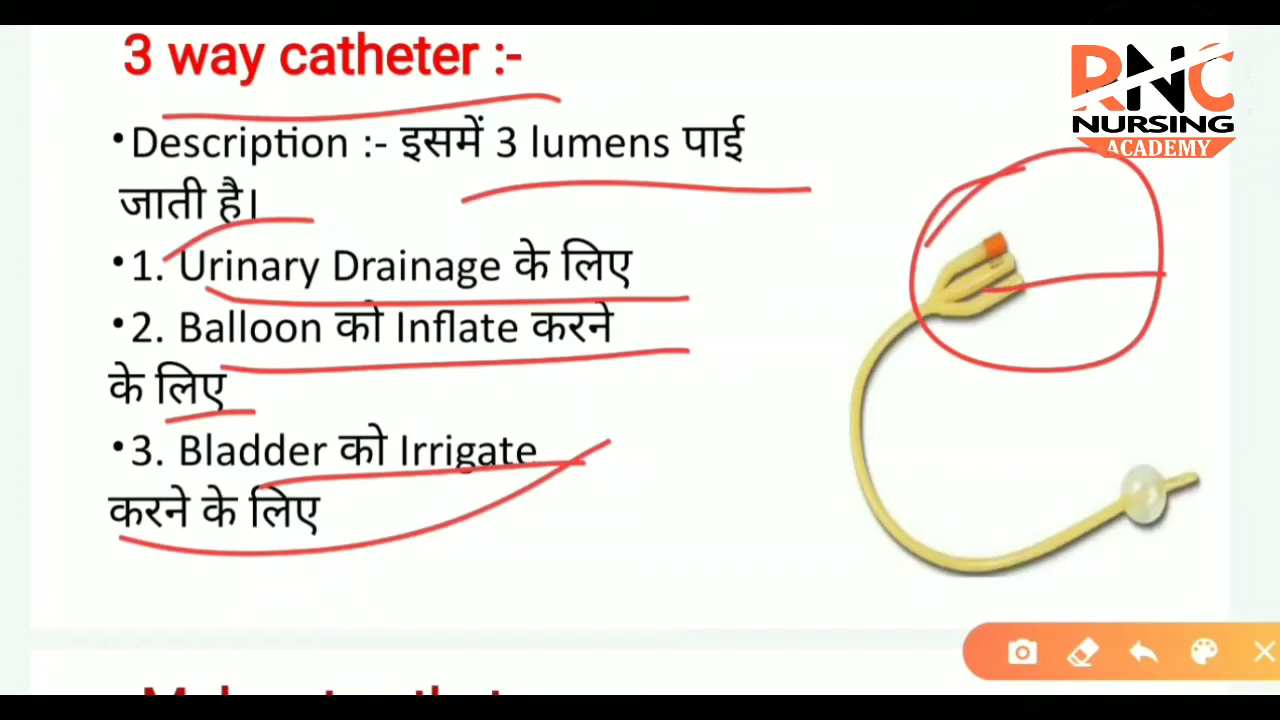 3 way catheter :-
RNC
NURSING
ACADEMY
•Description :- इसमें 3 lumens पाई
जाती है।
•1. Urinary Drainage के लिए
•2. Balloon को Inflate करने
के लिए
•3. Bladder को Irrigate
करने के लिए